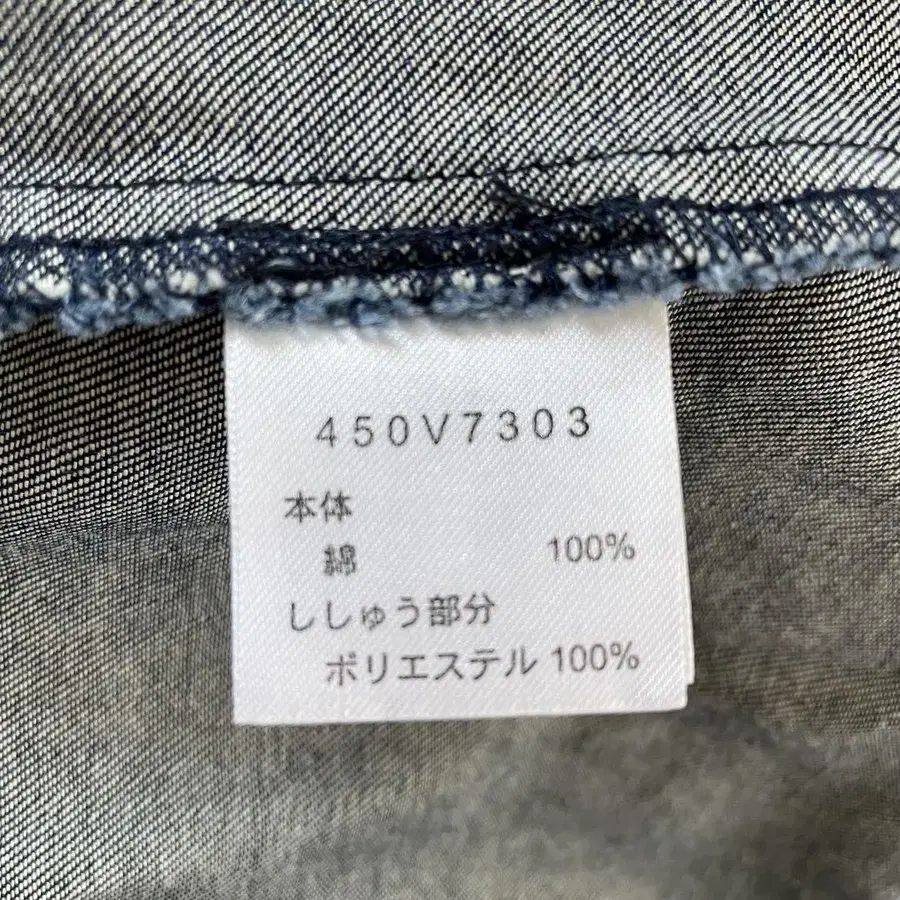 450V7303
本体
綿 100%
ししゅう部分
ポリエステル 100%